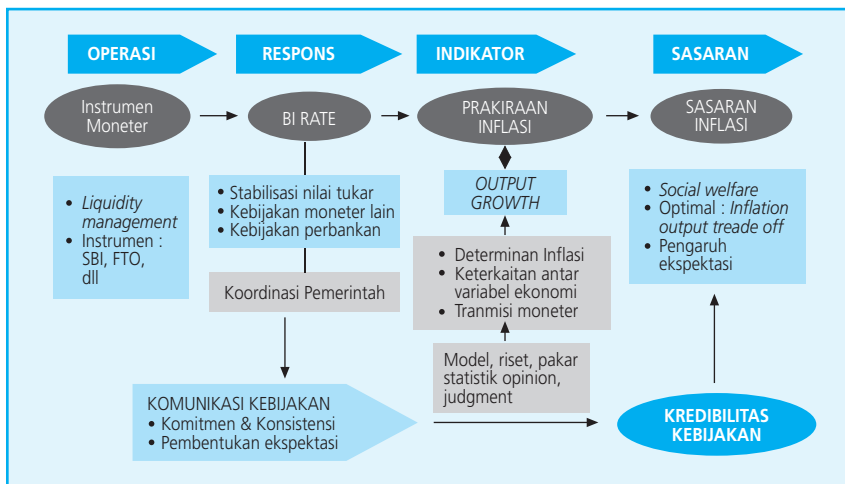 OPERASI
RESPONS
INDIKATOR
SASARAN
Instrumen
Moneter
BI RATE
PRAKIRAAN
INFLASI
SASARAN
INFLASI
• Liquidity
management
• Instrumen :
SBI, FTO,
dll
• Stabilisasi nilai tukar
• Kebijakan moneter lain
• Kebijakan perbankan
OUTPUT
GROWTH
• Social welfare
• Optimal : Inflation
output treade off
• Pengaruh
ekspektasi
Koordinasi Pemerintah
• Determinan Inflasi
• Keterkaitan antar
variabel ekonomi
• Tranmisi moneter
Model, riset, pakar
statistik opinion,
judgment
KOMUNIKASI KEBIJAKAN
• Komitmen & Konsistensi
• Pembentukan ekspektasi
KREDIBILITAS
KEBIJAKAN